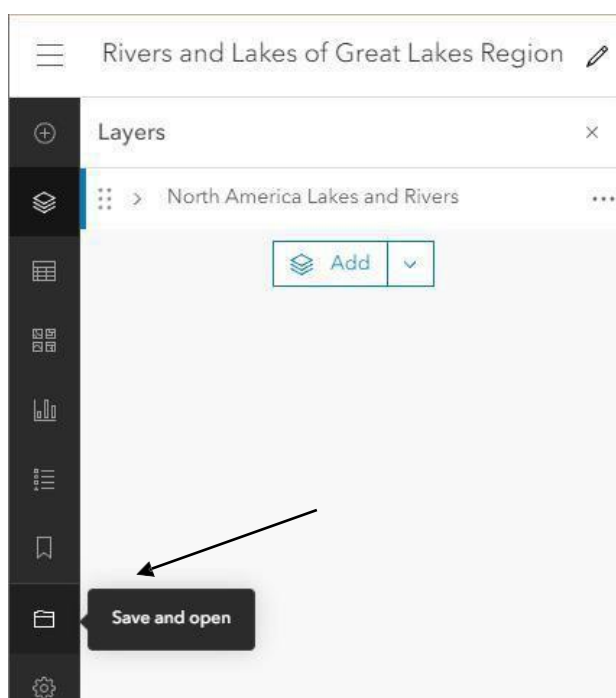 Rivers and Lakes of Great Lakes Region
Layers
North America Lakes and Rivers
Add
Save and open